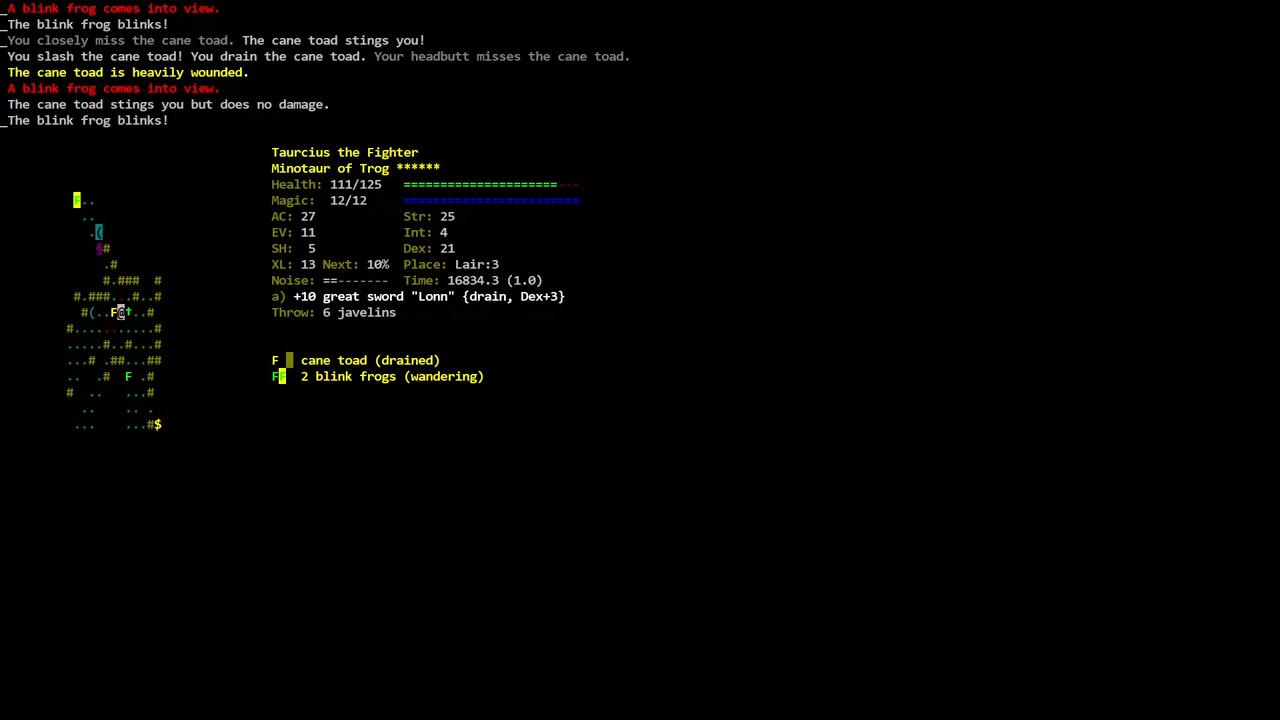 _A blink frog comes into view.
_The blink frog blinks!
_You closely miss the cane toad. The cane toad stings you!
You slash the cane toad! You drain the cane toad. Your headbutt misses the cane toad.
The cane toad is heavily wounded.
A blink frog comes into view.
The cane toad stings you but does no damage.
_The blink frog blinks!
Taurcius the Fighter
Minotaur of Trog ******
Health: 111/125 ========================
Magic: 12/12 ========================
AC: 27 Str: 25
EV: 11 Int: 4
SH: 5 Dex: 21
XL: 13 Next: 10% Place: Lair:3
Noise: ==------- Time: 16834.3 (1.0)
a) +10 great sword "Lonn" {drain, Dex+3}
Throw: 6 javelins
F cane toad (drained)
FF 2 blink frogs (wandering)
F..
..
.(
§#
.#
#.### #
#.###...#..#
#(..F@†..#
#...........#
.....#..#...#
...# .##...##
.. .# F .#
# .. ...#
.. .. .
... ...#$